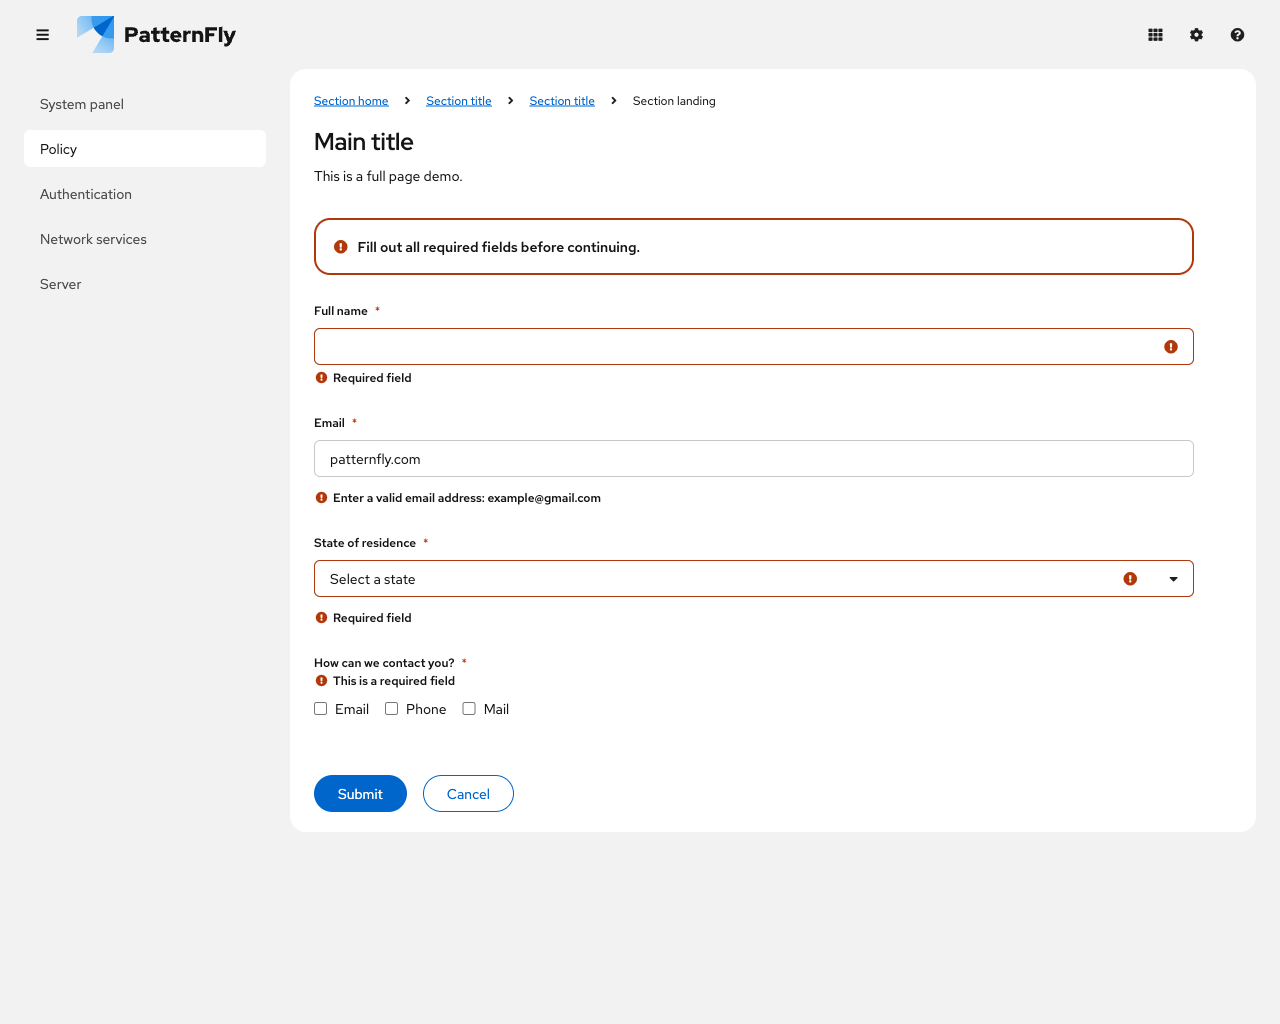 PatternFly
System panel
Policy
Authentication
Network services
Server
Section home Section title Section title Section landing
Main title
This is a full page demo.
Fill out all required fields before continuing.
Full name *
Required field
Email *
patternfly.com
Enter a valid email address: example@gmail.com
State of residence *
Select a state
Required field
How can we contact you? *
This is a required field
Email Phone Mail
Submit Cancel